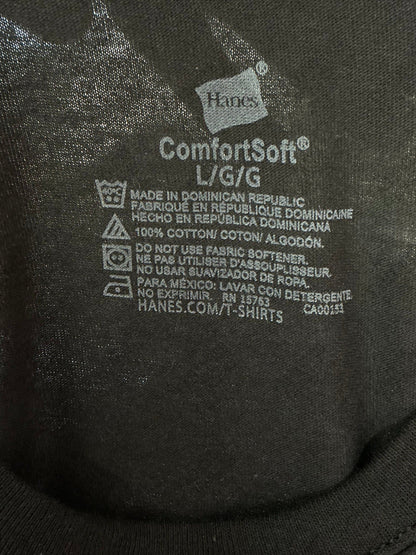 Hanes®
ComfortSoft®
L/G/G
40°C
MADE IN DOMINICAN REPUBLIC
FABRIQUÉ EN RÉPUBLIQUE DOMINICAINE
HECHO EN REPÚBLICA DOMINICANA
100% COTTON/ COTON/ ALGODÓN.
DO NOT USE FABRIC SOFTENER.
NE PAS UTILISER D'ASSOUPLISSEUR.
NO USAR SUAVIZADOR DE ROPA.
PARA MÉXICO: LAVAR CON DETERGENTE.
NO EXPRIMIR. RN 15763 CA00153
HANES.COM/T-SHIRTS